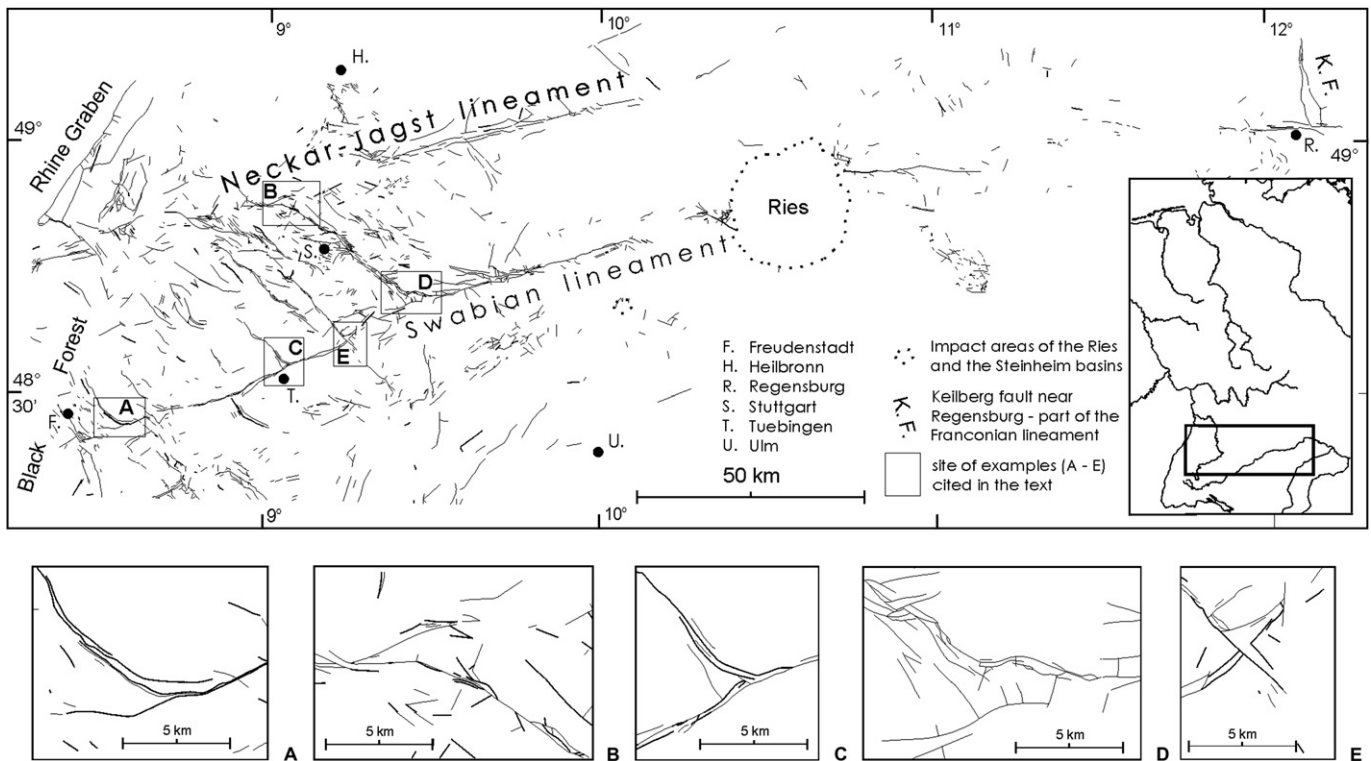 9°
10°
11°
12°
H.
K. F.
Rhine Graben
Neckar-Jagst lineament
49°
49°
R.
B
Ries
S.
D
Swabian lineament
Forest
C
E
48°
30'
A
F.
T.
Black
U.
F. Freudenstadt
H. Heilbronn
R. Regensburg
S. Stuttgart
T. Tuebingen
U. Ulm
50 km
Impact areas of the Ries
and the Steinheim basins
K. F.
Keilberg fault near
Regensburg - part of the
Franconian lineament
site of examples (A - E)
cited in the text
9°
10°
11°
12°
5 km
A
5 km
B
5 km
C
5 km
D
5 km
E